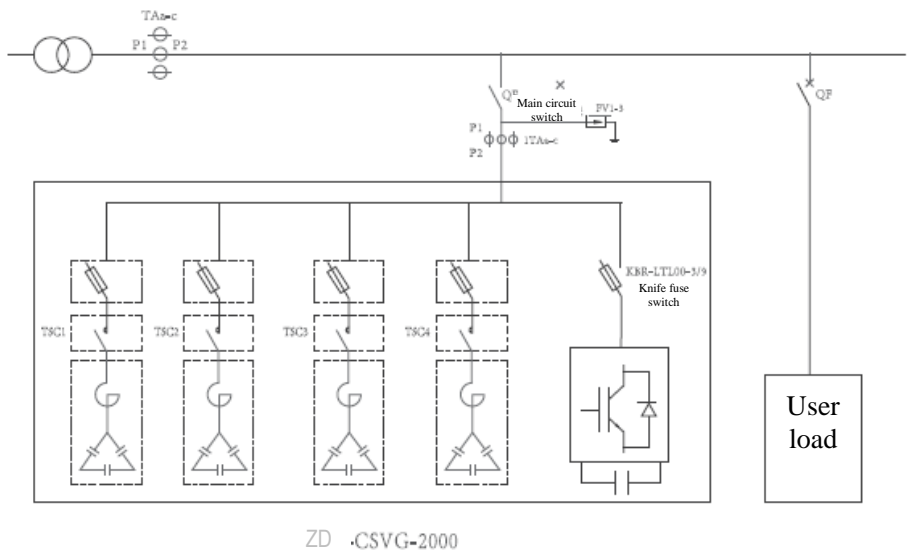 TAa-c
P1 P2
QF
Main circuit
switch
FV1-3
P1
1TAa-c
P2
QF
KBR-LTL00-3/9
Knife fuse
switch
TSC1
TSC2
TSC3
TSC4
User
load
ZD ·CSVG-2000